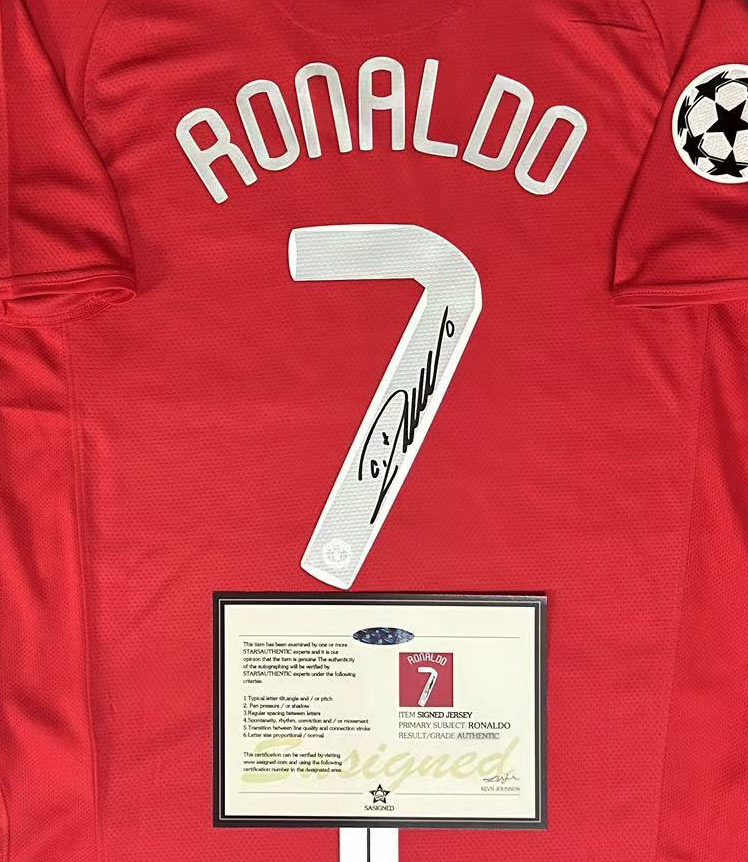 RONALDO
7
This item has been examined by one or more
STARSAUTHENTIC experts and it is our
opinion that the item is genuine The authenticity
of the autographing will be verified by
STARSAUTHENTIC experts under the following
criteries:
1.Typical letter tilt,angle end / or pitch
2. Pen pressure / or shadow
3.Regular spacing between letters
4.Spontaneity, rhythm, conviction and / or movement
5.Transition between line quality and connection stroke
6.Letter size proportional / normal
This certification can be verified by visiting
www.sasigned.com and using the following
certification number in the designated area.
RONALDO
7
ITEM SIGNED JERSEY
PRIMARY SUBJECT RONALDO
RESULT/GRADE AUTHENTIC
Sasigned
KEVN JOHNSON
SASIGNED